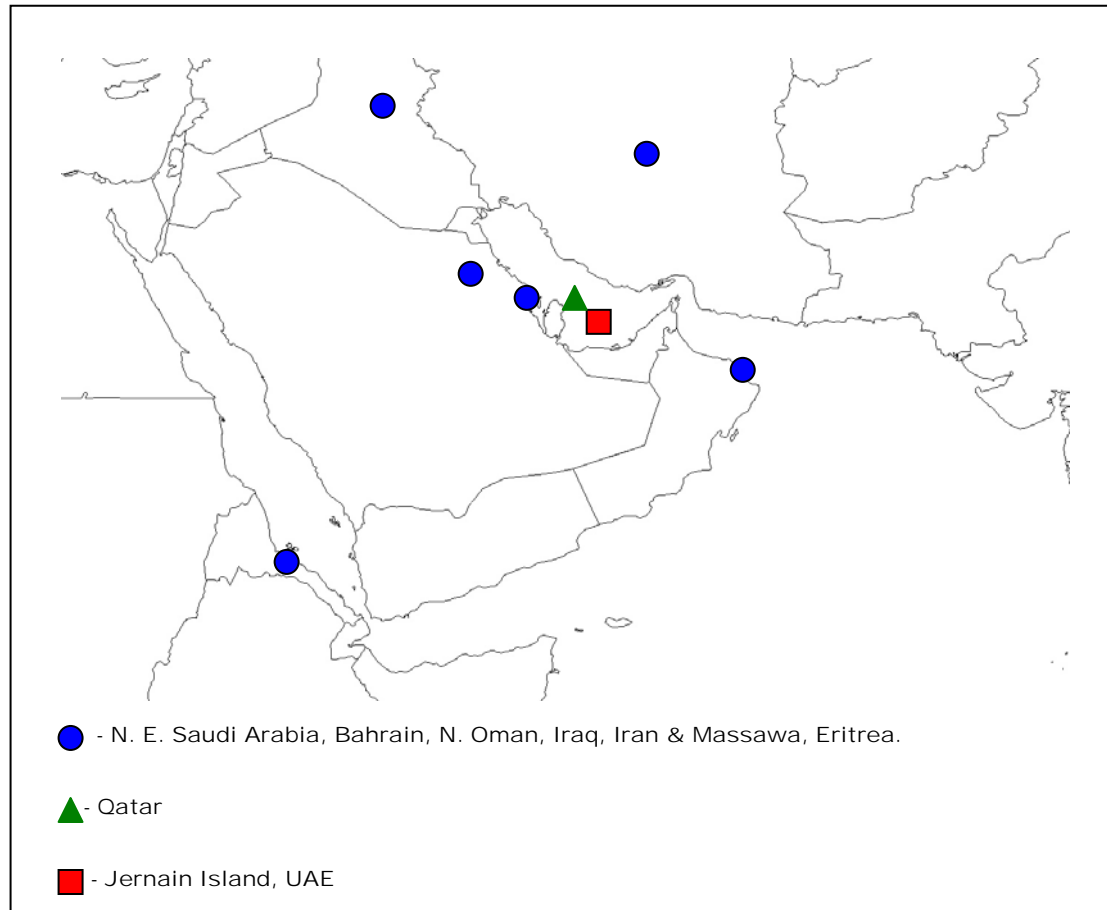 - N. E. Saudi Arabia, Bahrain, N. Oman, Iraq, Iran & Massawa, Eritrea.
- Qatar
- Jernain Island, UAE